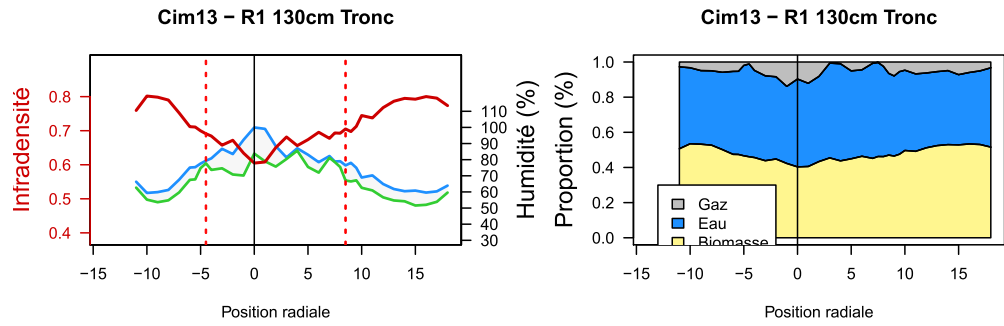 Cim13 − R1 130cm Tronc
Infradensité
0.8
0.7
0.6
0.5
0.4
110
100
90
80
70
60
50
40
30
Humidité (%)
−15 −10 −5 0 5 10 15
Position radiale
Cim13 − R1 130cm Tronc
Proportion (%)
1.0
0.8
0.6
0.4
0.2
0.0
Gaz
Eau
Biomasse
−15 −10 −5 0 5 10 15
Position radiale